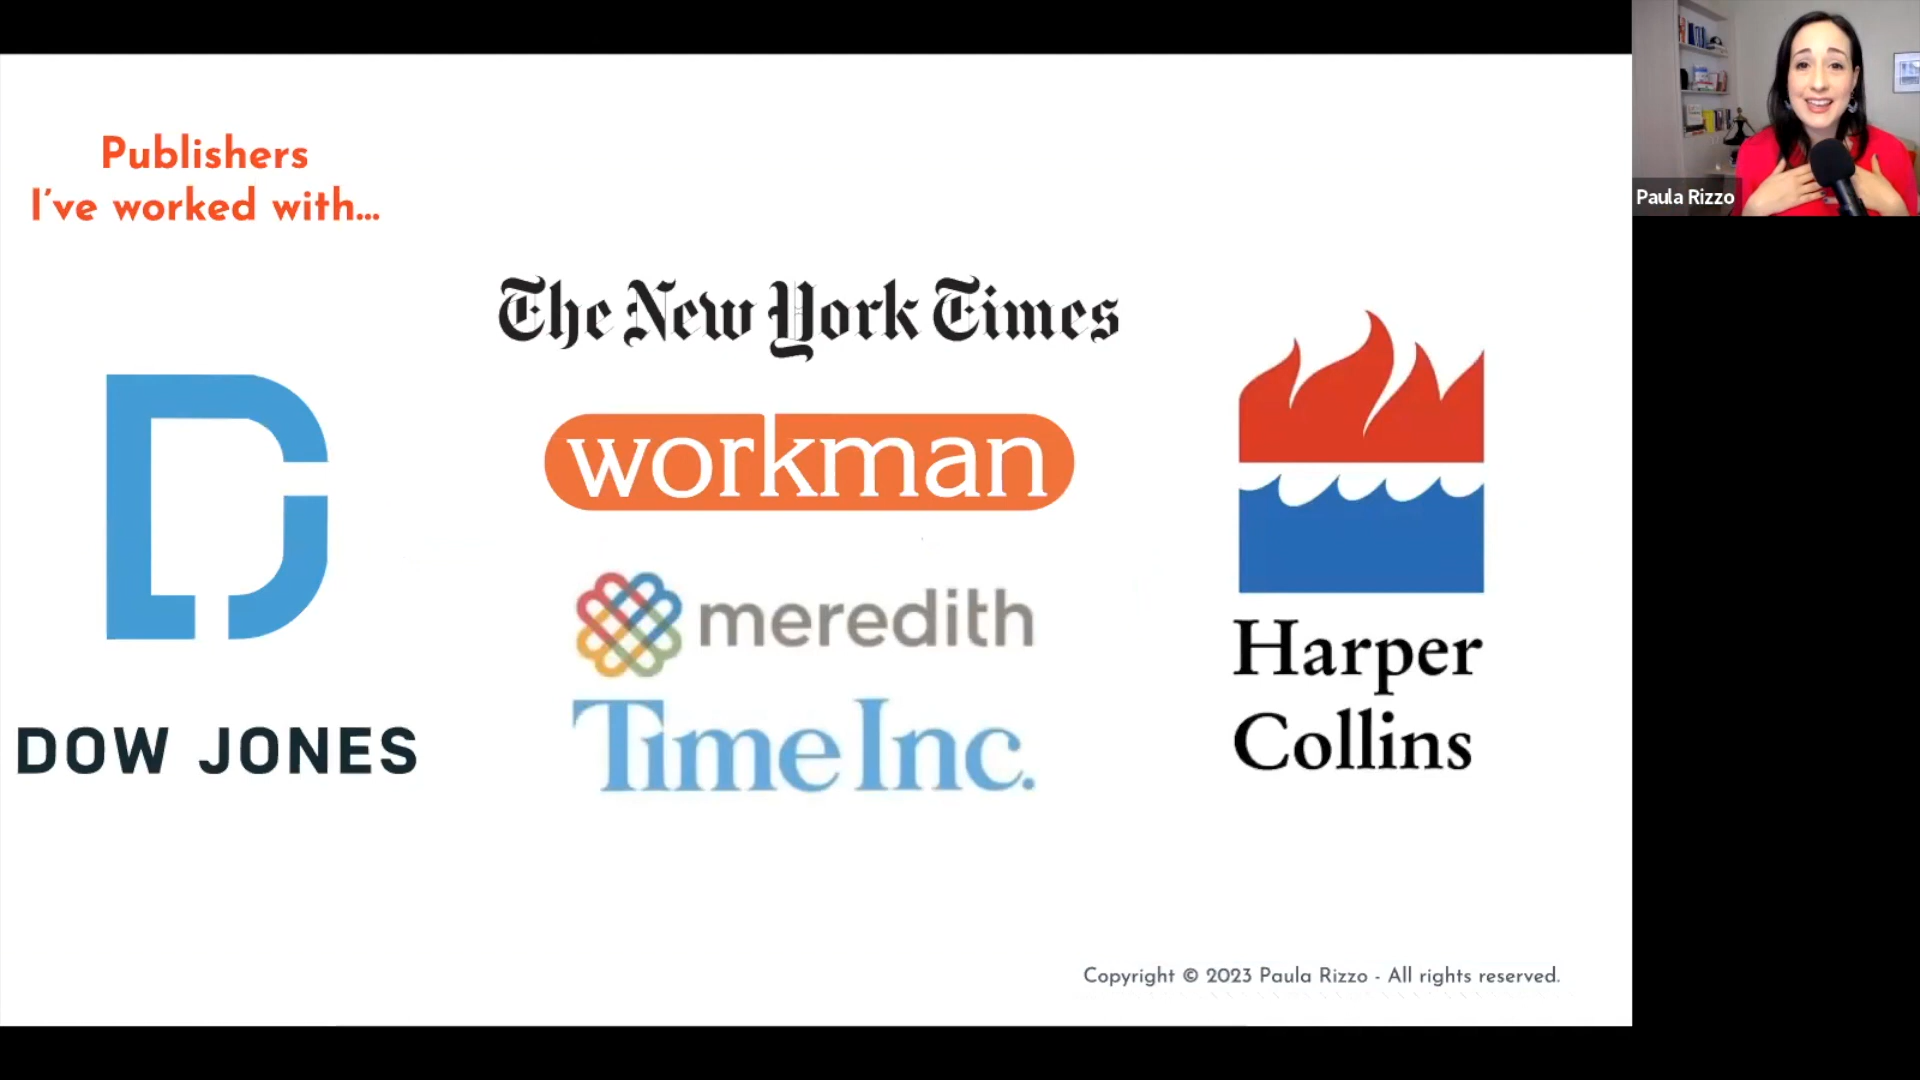 Publishers
I've worked with...
The New York Times
workman
meredith
Time Inc.
DOW JONES
Harper
Collins
Copyright © 2023 Paula Rizzo - All rights reserved.
Paula Rizzo